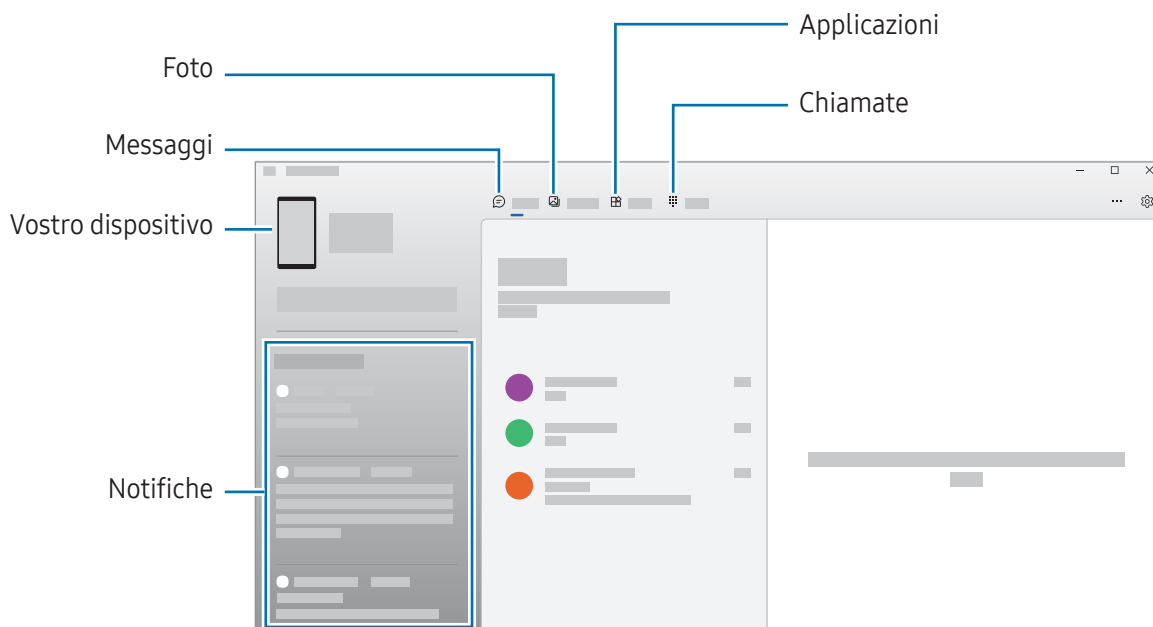 Applicazioni
Foto
Chiamate
Messaggi
Vostro dispositivo
Notifiche